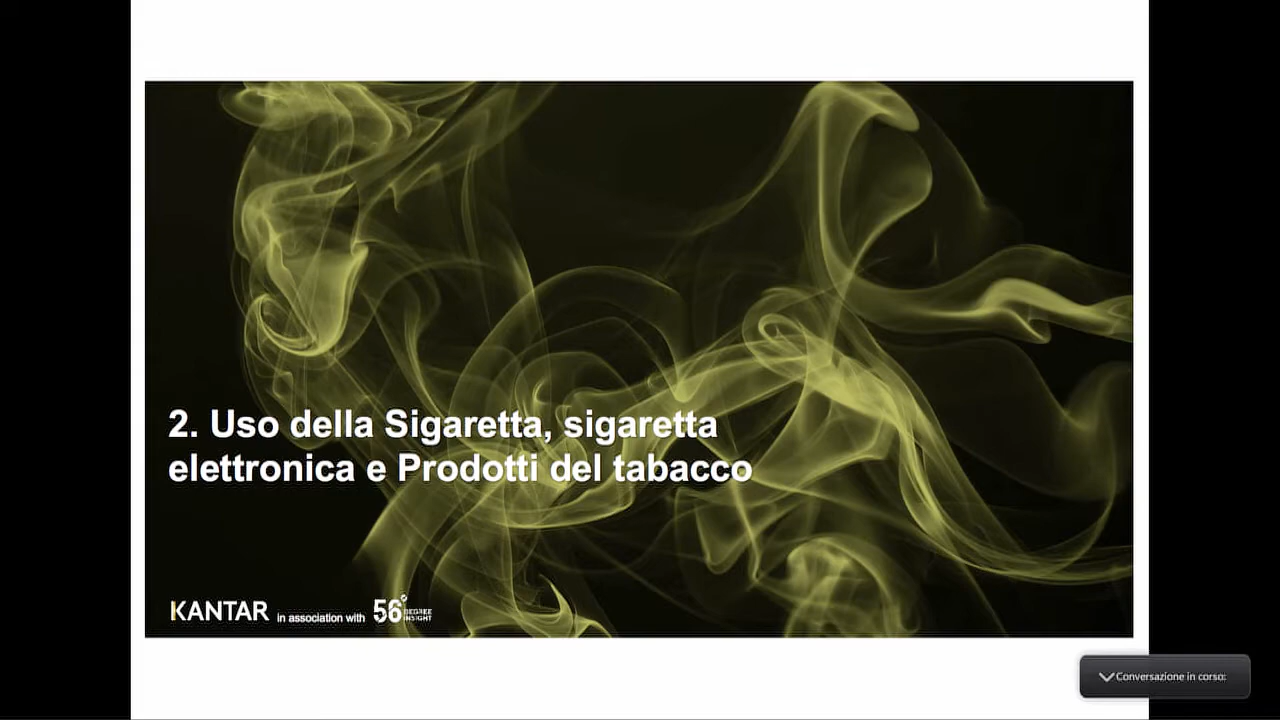 2. Uso della Sigaretta, sigaretta
elettronica e Prodotti del tabacco
KANTAR in association with 56° DEGREE
INSIGHT
Conversazione in corso: